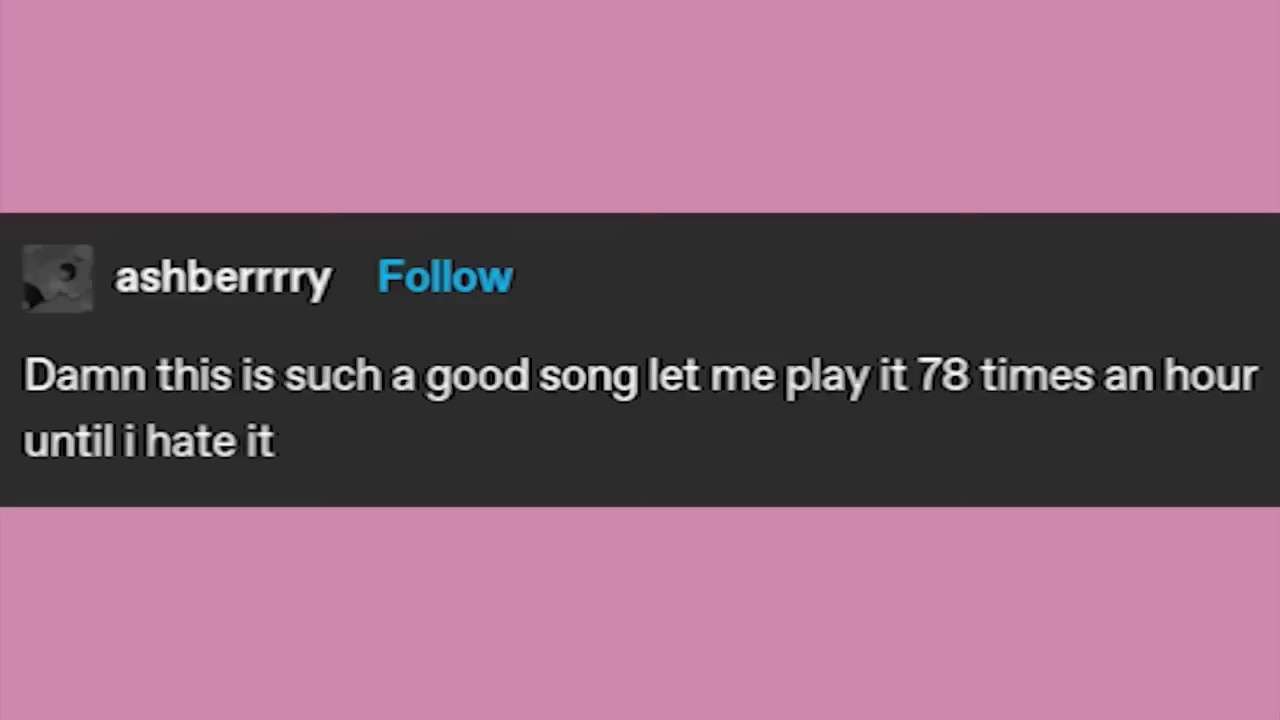 ashberrrry Follow
Damn this is such a good song let me play it 78 times an hour
until i hate it